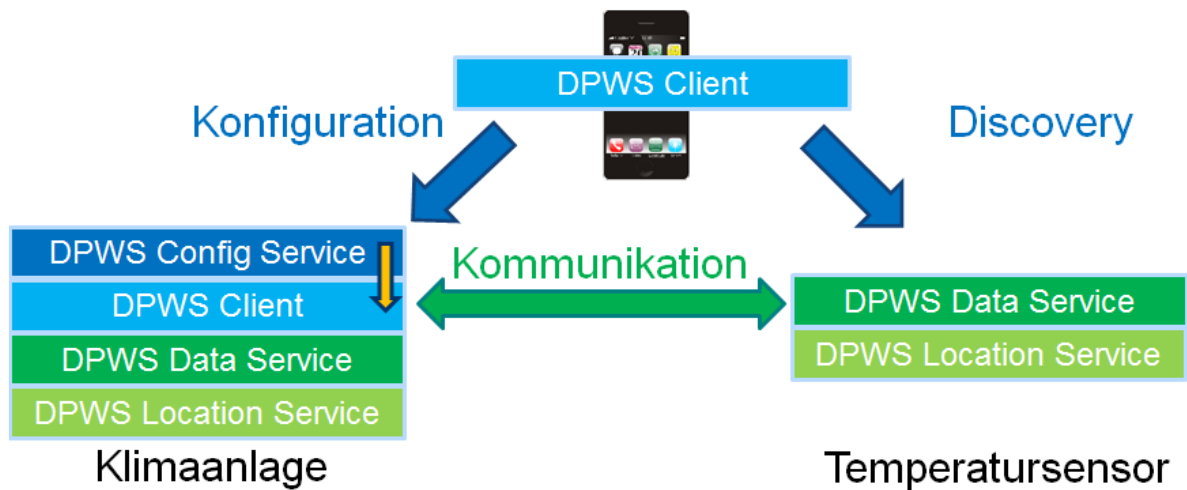 DPWS Client
Konfiguration
Discovery
DPWS Config Service
Kommunikation
DPWS Client
DPWS Data Service
DPWS Data Service
DPWS Location Service
DPWS Location Service
Klimaanlage
Temperatursensor